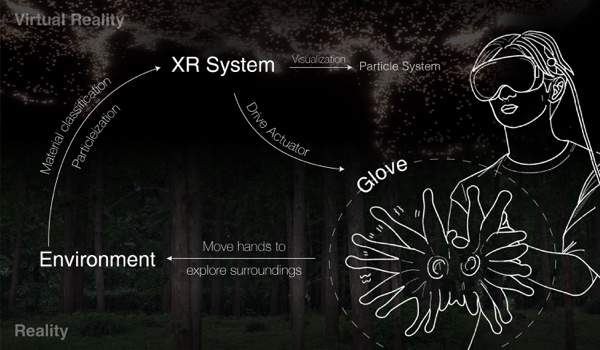 Virtual Reality
XR System
Visualization
Particle System
Material classification
Particleization
Drive Actuator
Glove
Environment
Move hands to
explore surroundings
Reality